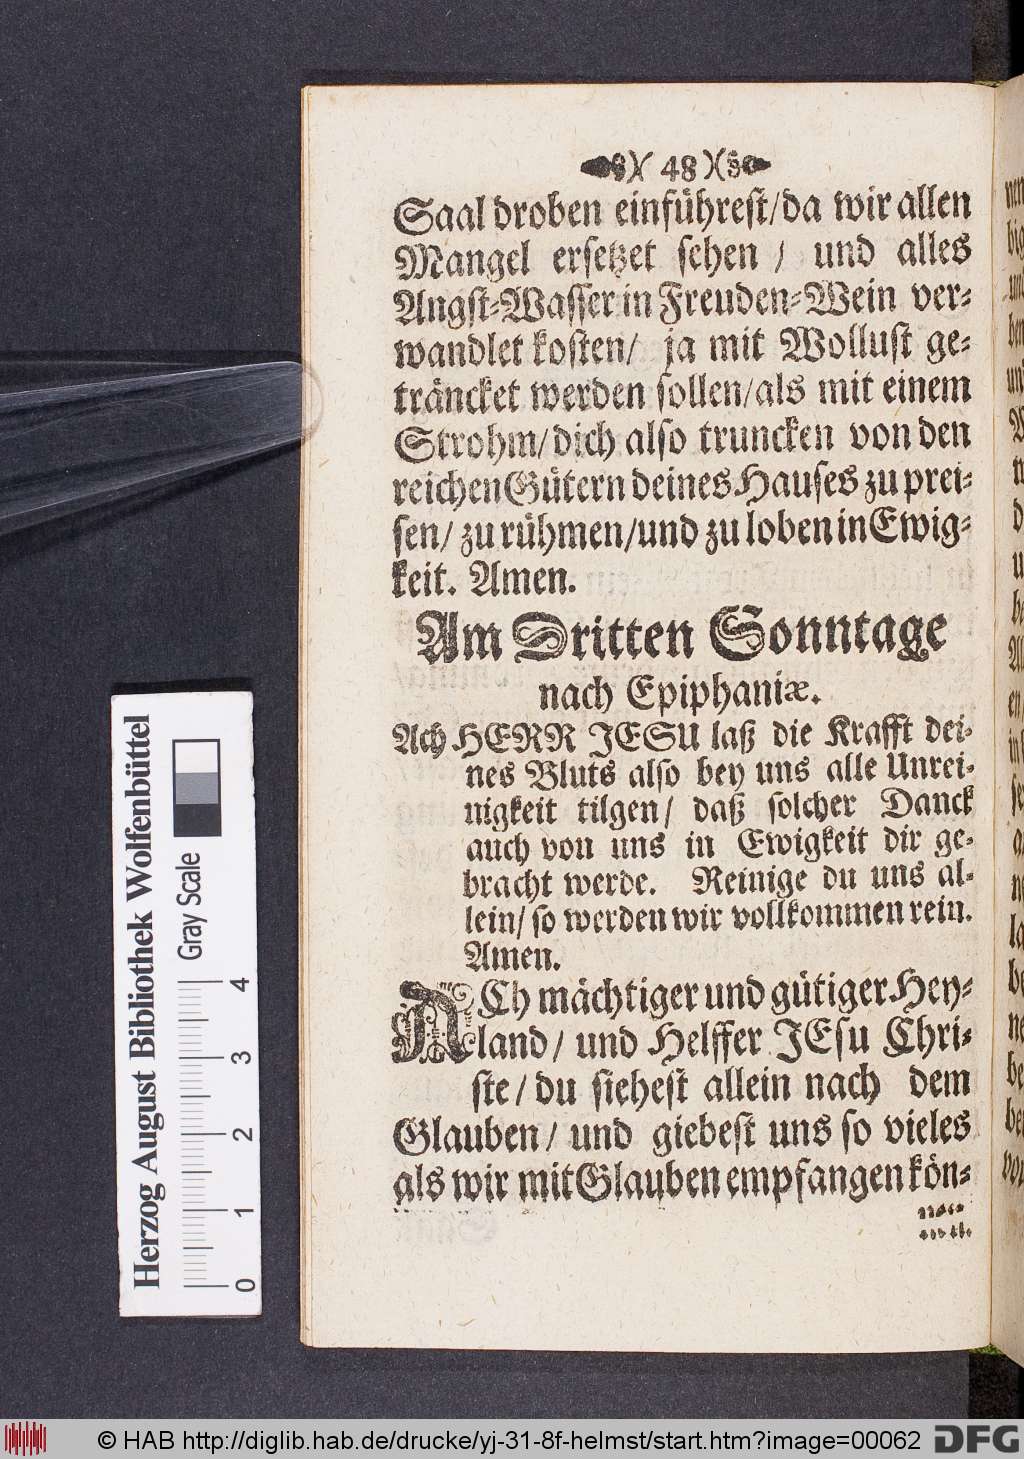 48
Saal droben einführest/da wir allen
Mangel ersetzet sehen / und alles
Angst-Wasser in Freuden-Wein ver-
wandlet kosten/ ja mit Wollust ge-
träncket werden sollen/als mit einem
Strohm/dich also truncken von den
reichen Gütern deines Hauses zu prei-
sen/ zu rühmen/und zu loben in Ewig-
keit. Amen.
Am Dritten Sonntage
nach Epiphaniæ.
Ach HERR JESU laß die Krafft dei-
nes Bluts also bey uns alle Unrei-
nigkeit tilgen/ daß solcher Danck
auch von uns in Ewigkeit dir ge-
bracht werde. Reinige du uns al-
lein/ so werden wir vollkommen rein.
Amen.
ACh mächtiger und gütiger Hey-
land/ und Helffer JEsu Chri-
ste/ du siehest allein nach dem
Glauben/ und giebest uns so vieles
als wir mit Glauben empfangen kön-
Herzog August Bibliothek Wolfenbüttel
Gray Scale
0 1 2 3 4
© HAB http://diglib.hab.de/drucke/yj-31-8f-helmst/start.htm?image=00062
DFG